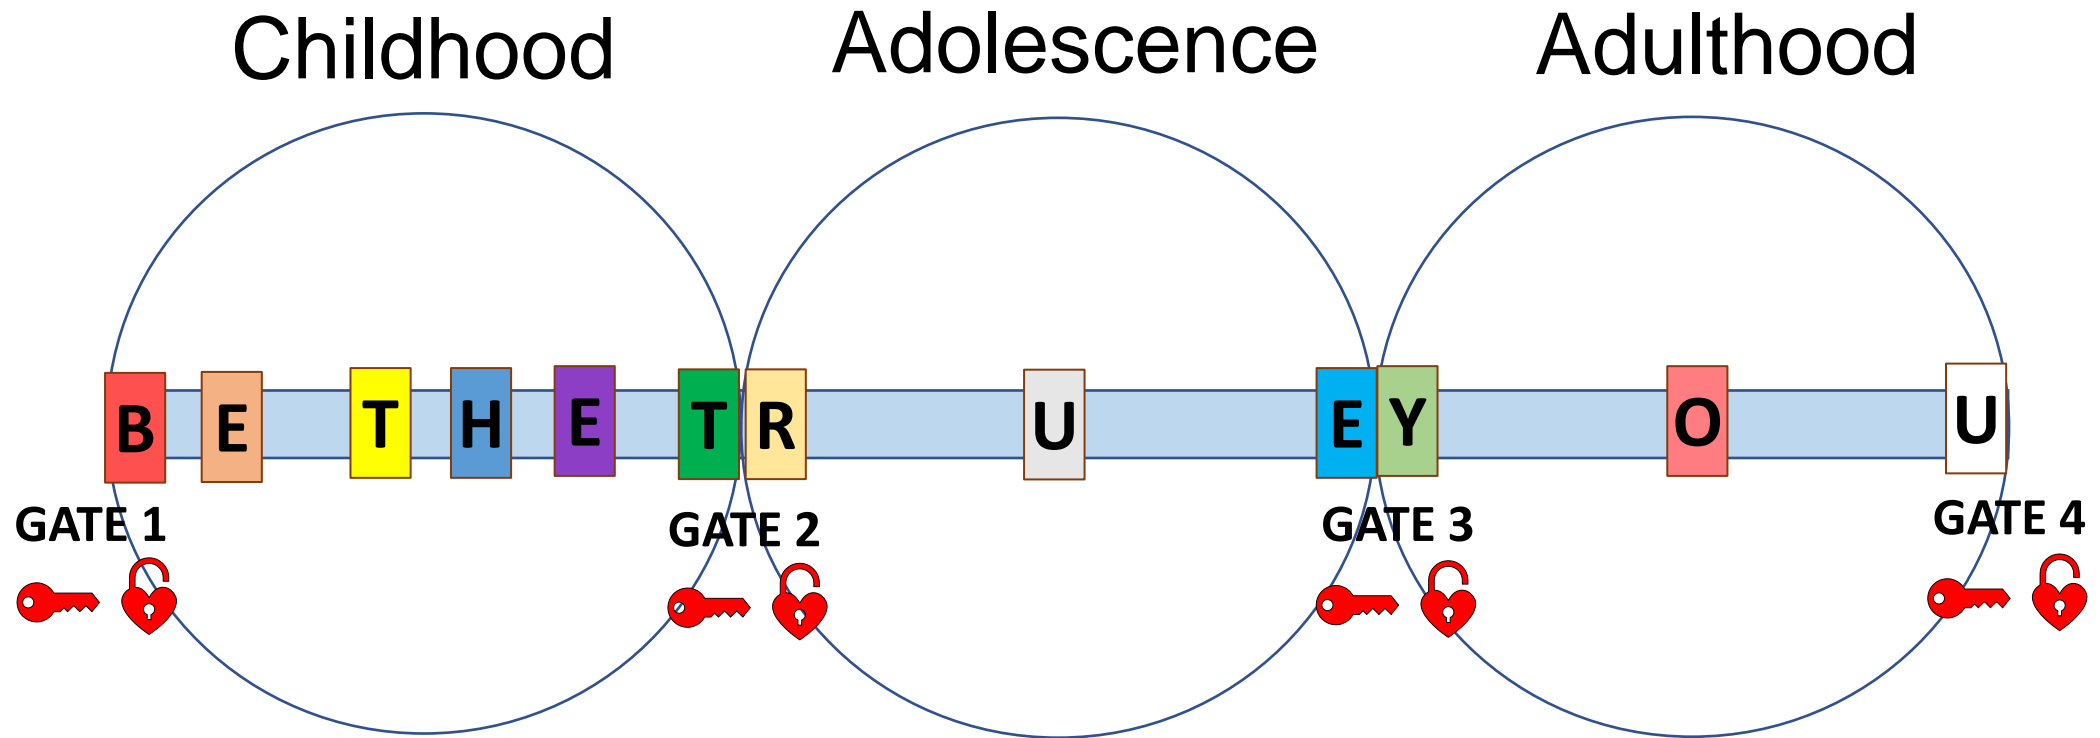 Childhood Adolescence Adulthood
B E T H E T R U E Y O U
GATE 1 GATE 2 GATE 3 GATE 4